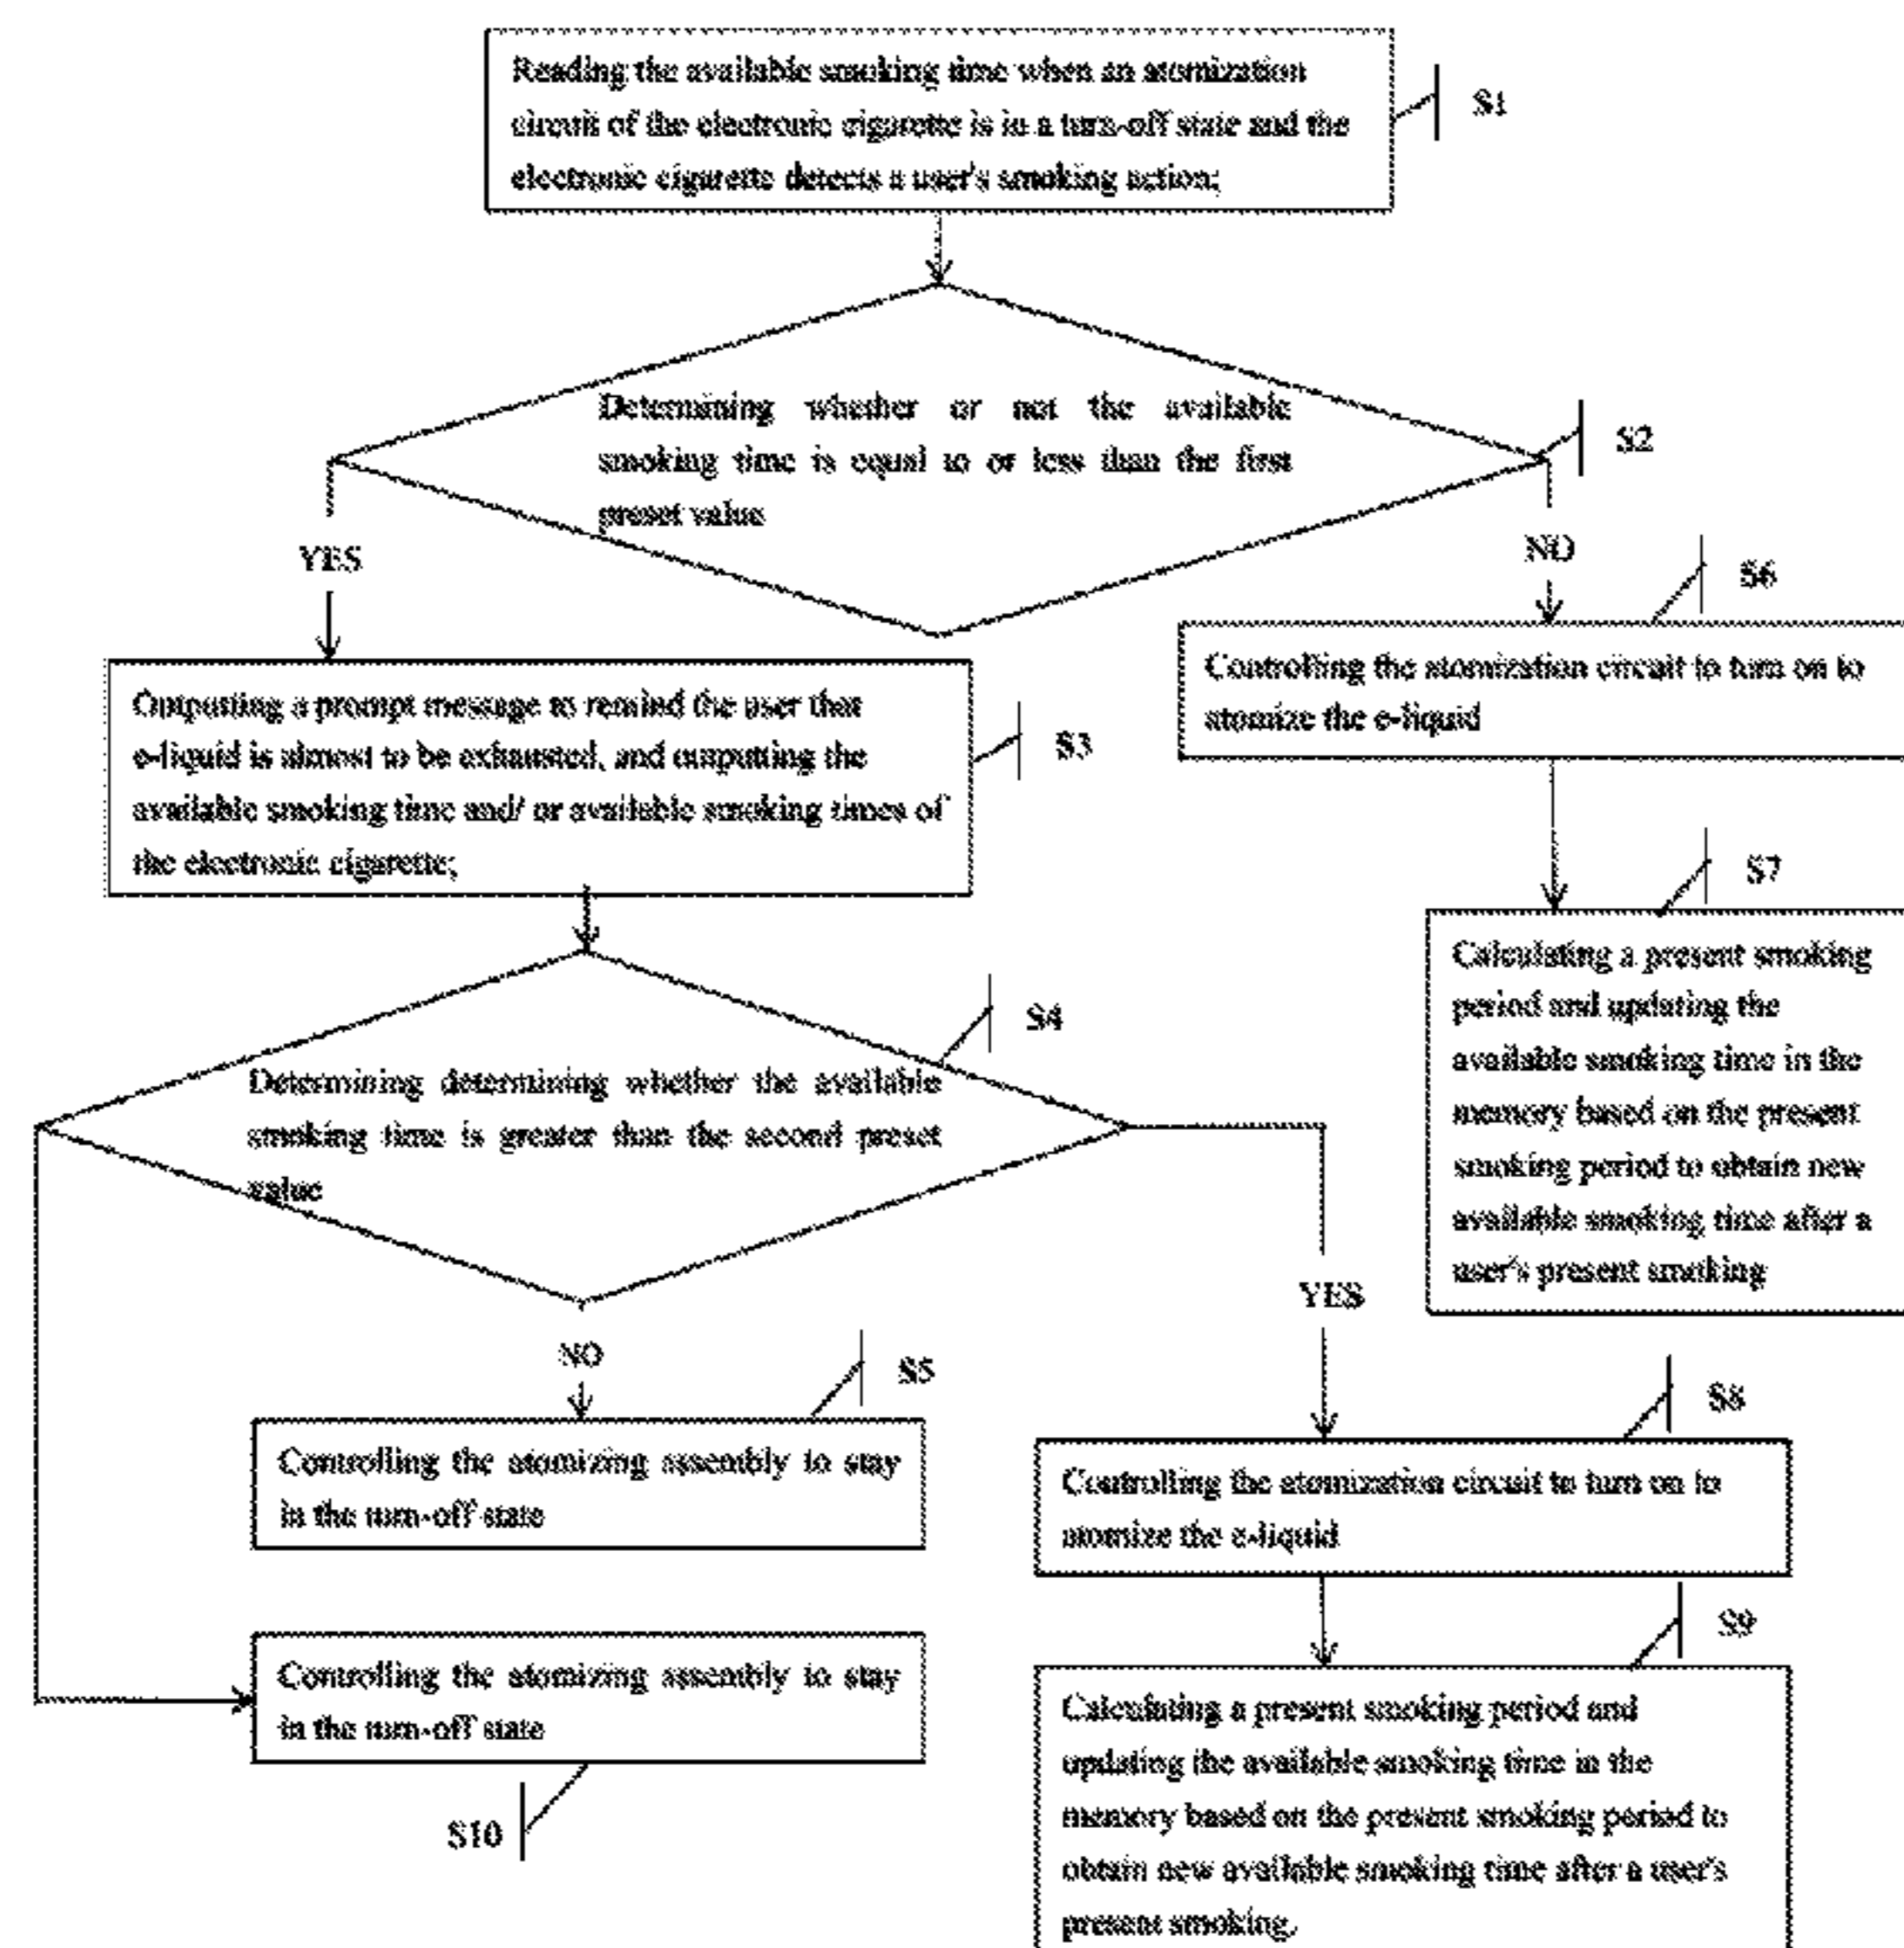 Reading the available smoking time when an atomization
circuit of the electronic cigarette is in a turn-off state and the
electronic cigarette detects a user's smoking action;
S1
Determining whether or not the available
smoking time is equal to or less than the first
preset value
S2
YES
NO
S6
Controlling the atomization circuit to turn on to
atomize the e-liquid
Outputting a prompt message to remind the user that
e-liquid is almost to be exhausted, and outputting the
available smoking time and/ or available smoking times of
the electronic cigarette;
S3
S7
Calculating a present smoking
period and updating the
available smoking time in the
memory based on the present
smoking period to obtain new
available smoking time after a
user's present smoking
S4
Determining determining whether the available
smoking time is greater than the second preset
value
YES
NO
S5
Controlling the atomizing assembly to stay
in the turn-off state
S8
Controlling the atomization circuit to turn on to
atomize the e-liquid
Controlling the atomizing assembly to stay
in the turn-off state
S10
S9
Calculating a present smoking period and
updating the available smoking time in the
memory based on the present smoking period to
obtain new available smoking time after a user's
present smoking.